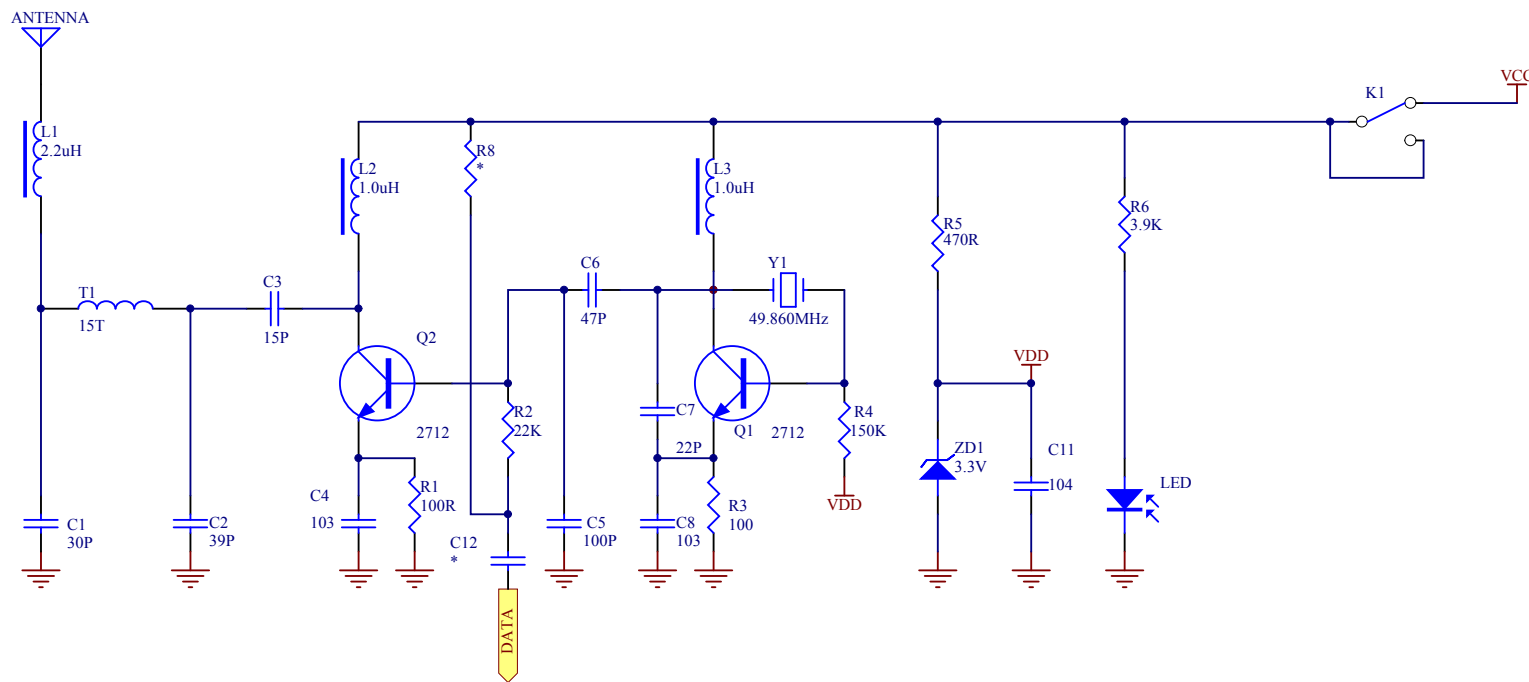 ANTENNA
VCC
K1
L1
2.2uH
L2
1.0uH
R8
*
L3
1.0uH
R5
470R
R6
3.9K
T1
15T
C3
15P
C6
47P
Y1
49.860MHz
Q2
2712
R2
22K
C7
22P
Q1
2712
R4
150K
VDD
VDD
ZD1
3.3V
C11
104
LED
C1
30P
C2
39P
C4
103
R1
100R
C12
*
C5
100P
C8
103
R3
100
DATA